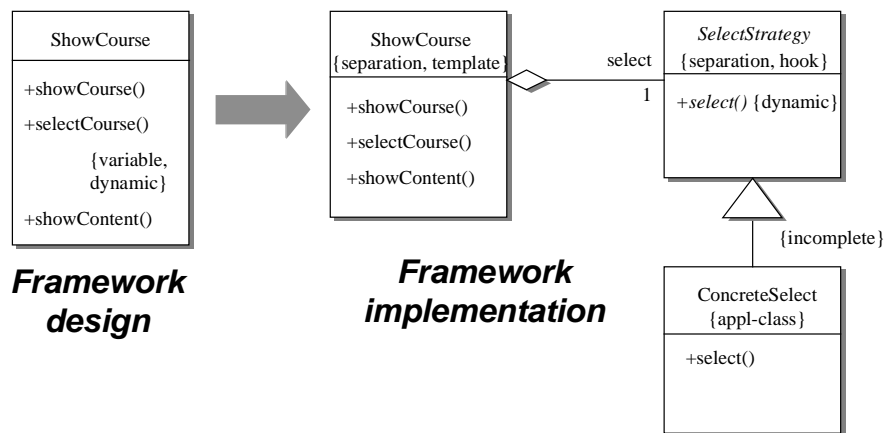 ShowCourse
+showCourse()
+selectCourse()
{variable,
dynamic}
+showContent()
Framework
design
ShowCourse
{separation, template}
+showCourse()
+selectCourse()
+showContent()
Framework
implementation
select
1
SelectStrategy
{separation, hook}
+select() {dynamic}
{incomplete}
ConcreteSelect
{appl-class}
+select()